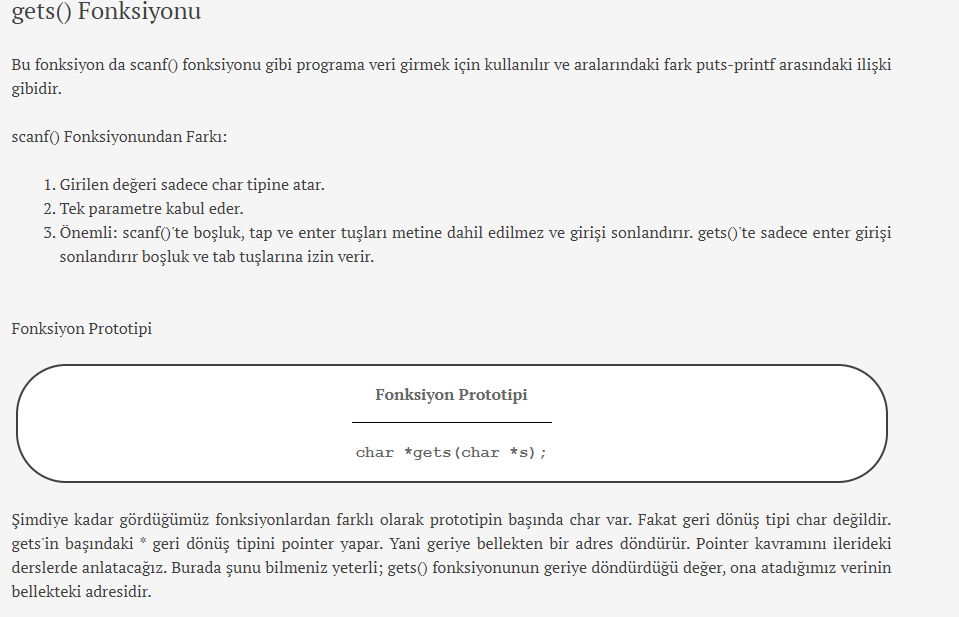 gets() Fonksiyonu
Bu fonksiyon da scanf() fonksiyonu gibi programa veri girmek için kullanılır ve aralarındaki fark puts-printf arasındaki ilişki
gibidir.
scanf() Fonksiyonundan Farkı:
1. Girilen değeri sadece char tipine atar.
2. Tek parametre kabul eder.
3. Önemli: scanf()'te boşluk, tap ve enter tuşları metine dahil edilmez ve girişi sonlandırır. gets()'te sadece enter girişi
sonlandırır boşluk ve tab tuşlarına izin verir.
Fonksiyon Prototipi
Fonksiyon Prototipi
char *gets(char *s);
Şimdiye kadar gördüğümüz fonksiyonlardan farklı olarak prototipin başında char var. Fakat geri dönüş tipi char değildir.
gets'in başındaki * geri dönüş tipini pointer yapar. Yani geriye bellekten bir adres döndürür. Pointer kavramını ilerideki
derslerde anlatacağız. Burada şunu bilmeniz yeterli; gets() fonksiyonunun geriye döndürdüğü değer, ona atadığımız verinin
bellekteki adresidir.